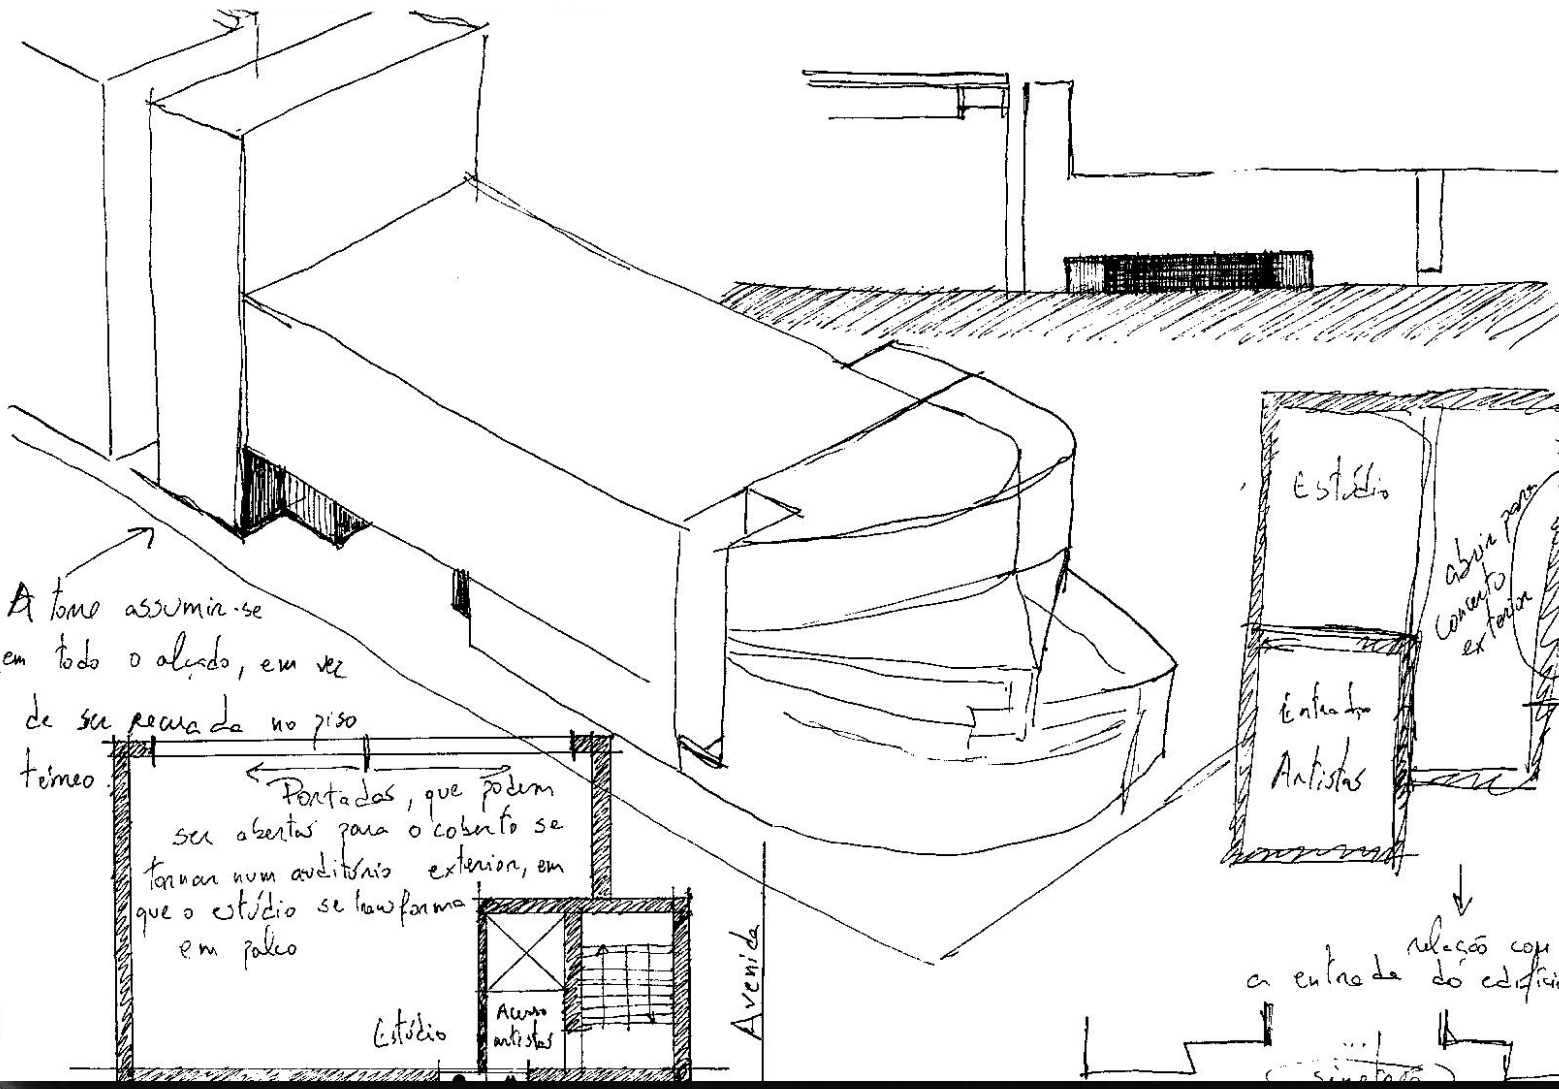 A torre assumir-se
em todo o alçado, em vez
de ser recuada no piso
térreo.
Portadas, que podem
ser abertas para o coberto se
tornar num auditório exterior, em
que o estúdio se transforma
em palco
Estúdio
Acesso
artistas
Avenida
Estúdio
abrir para
concerto
exterior
Entrada
Artistas
relação com
a entrada do edifício